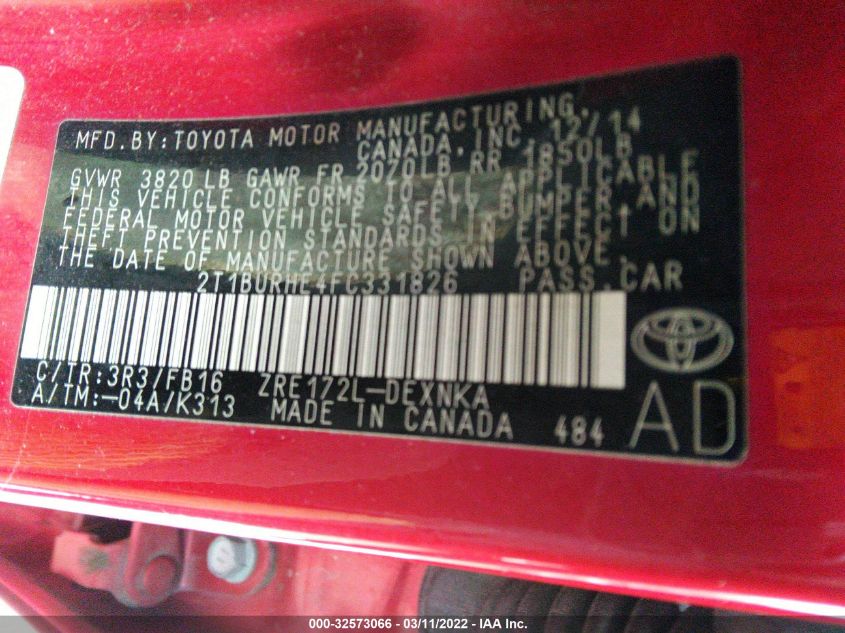 MFD.BY:TOYOTA MOTOR MANUFACTURING,
CANADA,INC. 12/14
GVWR 3820 LB GAWR FR 2070LB RR 1850LB
THIS VEHICLE CONFORMS TO ALL APPLICABLE
FEDERAL MOTOR VEHICLE SAFETY,BUMPER,AND
THEFT PREVENTION STANDARDS IN EFFECT ON
THE DATE OF MANUFACTURE SHOWN ABOVE.
2T1BURHE4FC331826 PASS.CAR
C/TR:3R3/FB16 ZRE172L-DEXNKA
A/TM:-04A/K313 MADE IN CANADA 484
AD
000-32573066 - 03/11/2022 - IAA Inc.